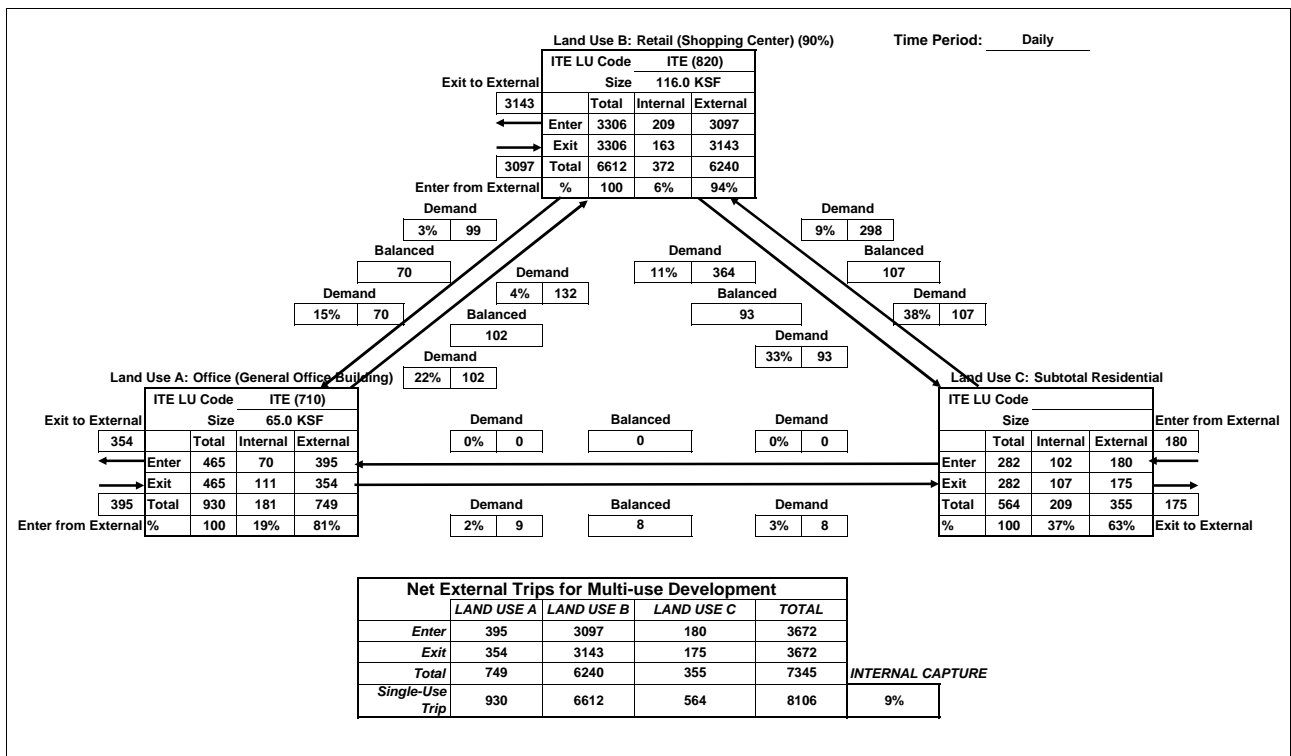 Land Use B: Retail (Shopping Center) (90%)
Time Period: Daily
ITE LU Code ITE (820)
Exit to External Size 116.0 KSF
3143 Total Internal External
Enter 3306 209 3097
Exit 3306 163 3143
3097 Total 6612 372 6240
Enter from External % 100 6% 94%
Demand Demand
3% 99 9% 298
Balanced Demand Balanced
70 11% 364 107
Demand Demand Balanced Demand
15% 70 4% 132 93 38% 107
Balanced
102
Demand Demand
22% 102 33% 93
Land Use A: Office (General Office Building)
ITE LU Code ITE (710)
Exit to External Size 65.0 KSF
354 Total Internal External
Enter 465 70 395
Exit 465 111 354
395 Total 930 181 749
Enter from External % 100 19% 81%
Demand Balanced Demand
0% 0 0 0% 0
Demand Balanced Demand
2% 9 8 3% 8
Land Use C: Subtotal Residential
ITE LU Code
Size Enter from External
Total Internal External 180
Enter 282 102 180
Exit 282 107 175
Total 564 209 355 175
% 100 37% 63% Exit to External
Net External Trips for Multi-use Development
LAND USE A LAND USE B LAND USE C TOTAL
Enter 395 3097 180 3672
Exit 354 3143 175 3672
Total 749 6240 355 7345 INTERNAL CAPTURE
Single-Use Trip 930 6612 564 8106 9%